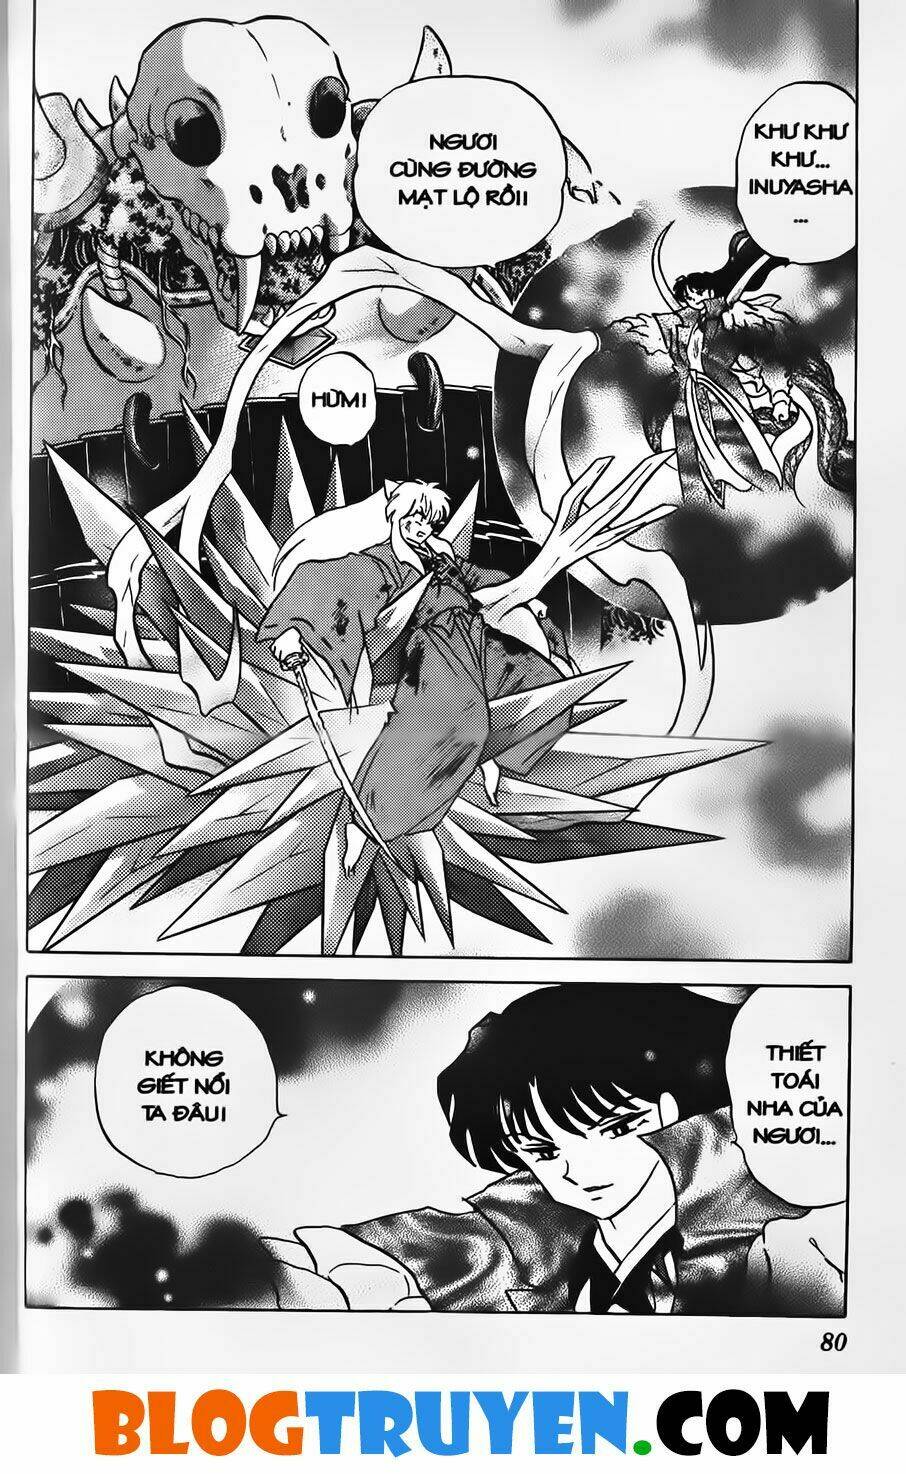 KHƯ KHƯ
KHƯ...
INUYASHA
...
NGƯƠI
CÙNG ĐƯỜNG
MẠT LỘ RỒI!
HỪM!
THIẾT
TOÁI
NHA CỦA
NGƯƠI...
KHÔNG
GIẾT NỔI
TA ĐÂU!
80
BLOGTRUYEN.COM